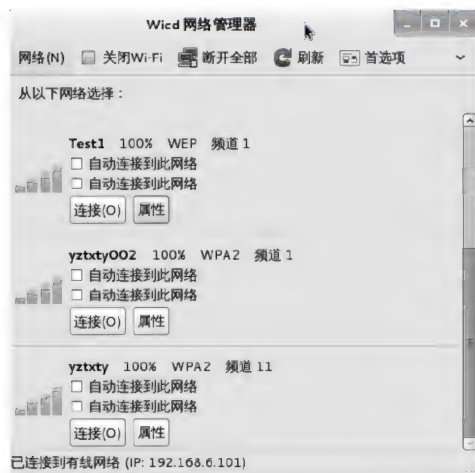 Wicd 网络管理器
网络(N) 关闭Wi-Fi 断开全部 刷新 首选项
从以下网络选择：
Test1 100% WEP 频道 1
自动连接到此网络
自动连接到此网络
连接(O) 属性
yztxty002 100% WPA2 频道 1
自动连接到此网络
自动连接到此网络
连接(O) 属性
yztxty 100% WPA2 频道 11
自动连接到此网络
自动连接到此网络
连接(O) 属性
已连接到有线网络 (IP: 192.168.6.101)